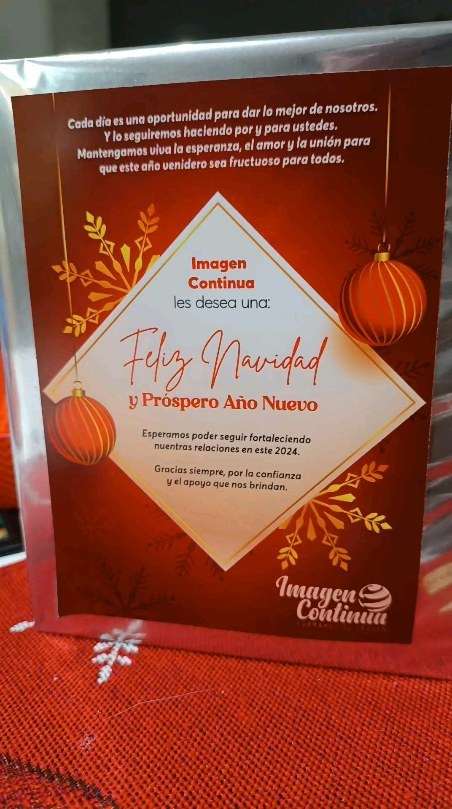 Cada día es una oportunidad para dar lo mejor de nosotros.
Y lo seguiremos haciendo por y para ustedes.
Mantengamos viva la esperanza, el amor y la unión para
que este año venidero sea fructuoso para todos.
Imagen
Continua
les desea una:
Feliz Navidad
y Próspero Año Nuevo
Esperamos poder seguir fortaleciendo
nuentras relaciones en este 2024.
Gracias siempre, por la confianza
y el apoyo que nos brindan.
Imagen
Continua